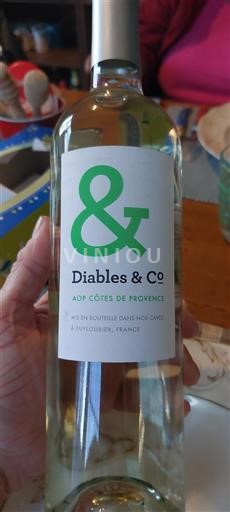 &
VINIOU
Diables & Co
AOP CÔTES DE PROVENCE
MIS EN BOUTEILLE DANS NOS CAVES
À PUYLOUBIER, FRANCE